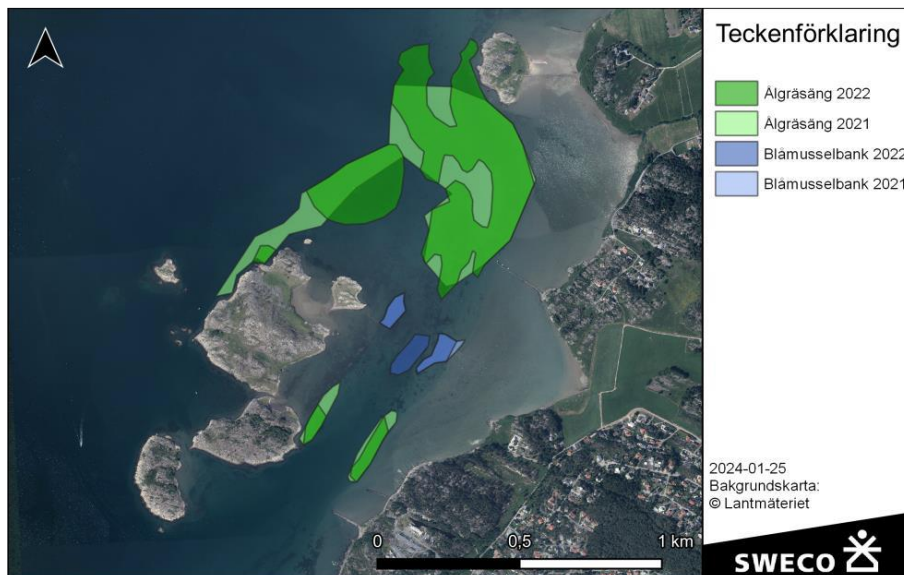 Teckenförklaring
Ålgräsäng 2022
Ålgräsäng 2021
Blåmusselbank 2022
Blåmusselbank 2021
2024-01-25
Bakgrundskarta:
© Lantmäteriet
0
0,5
1 km
SWECO